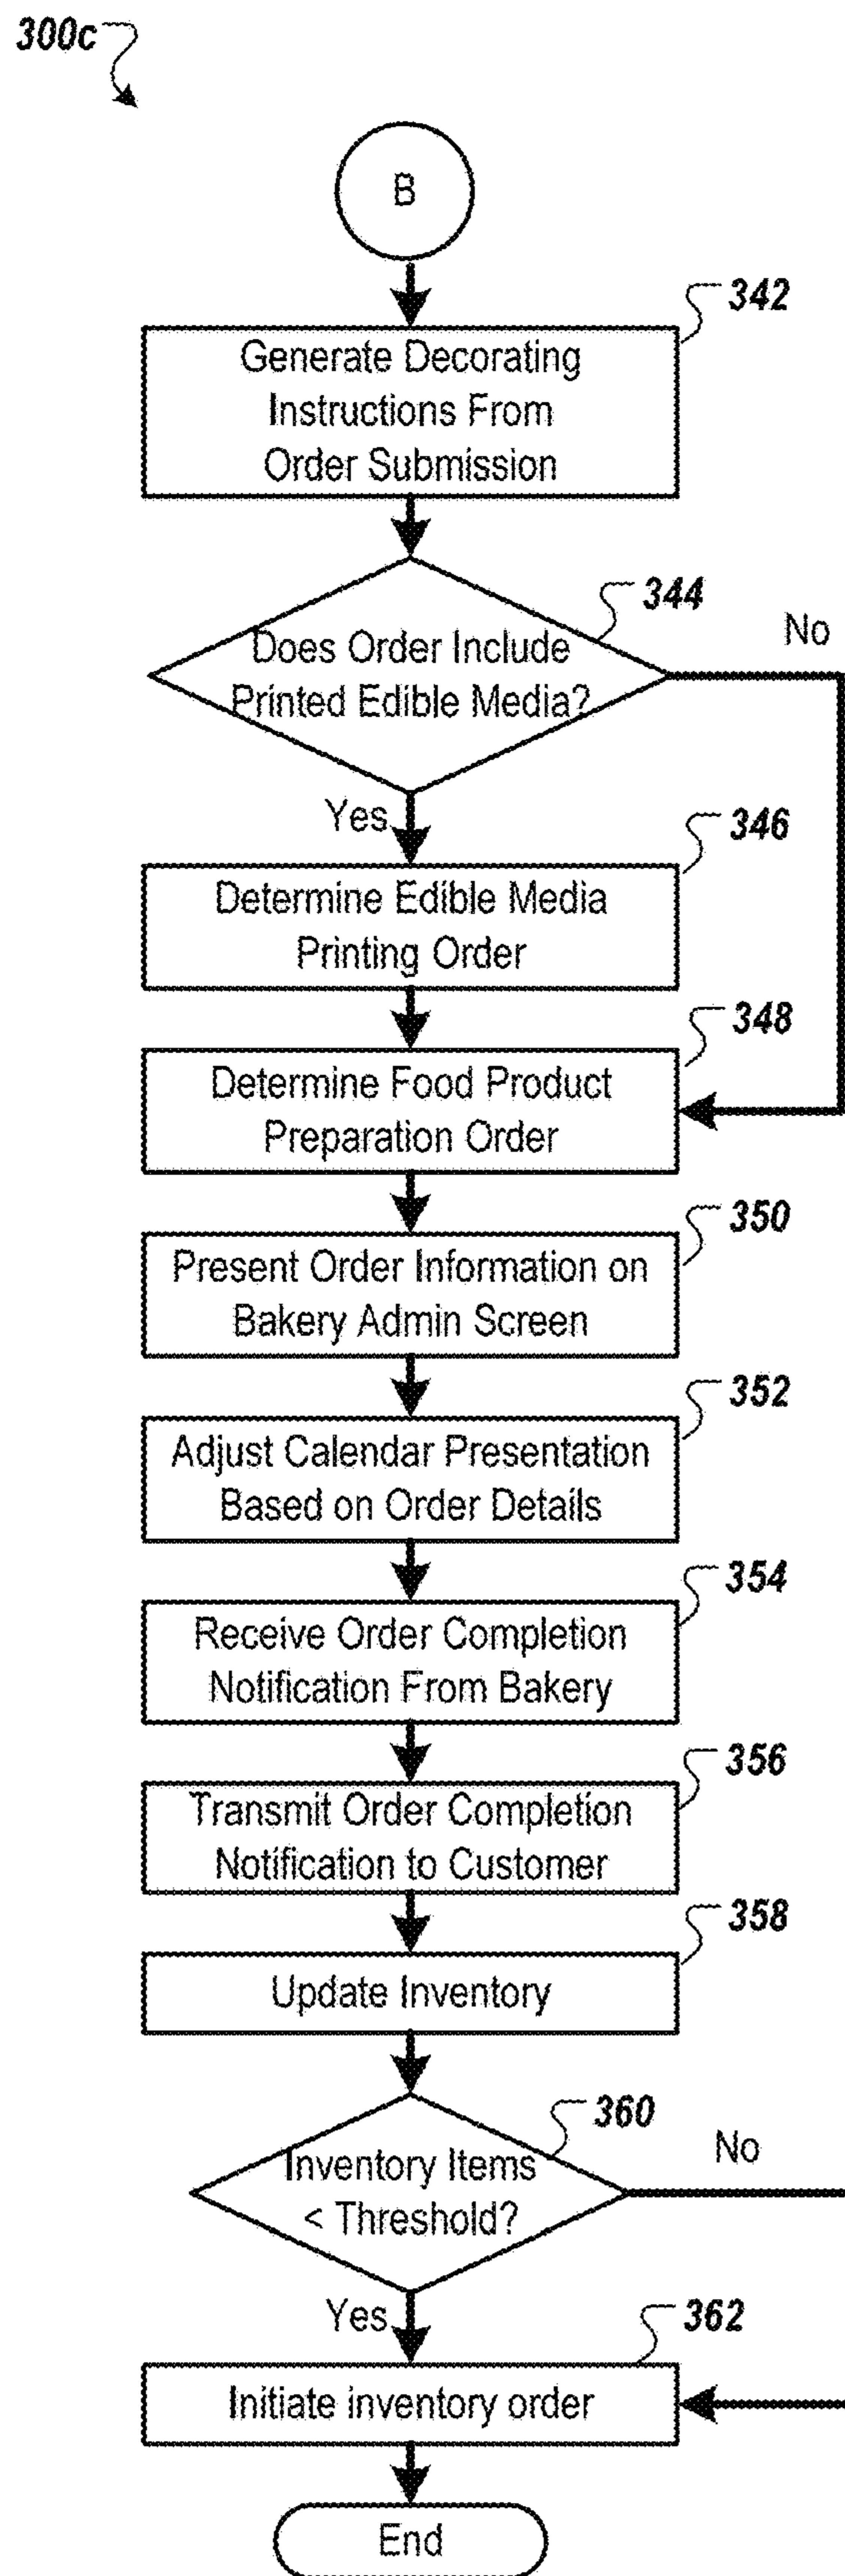 300c
B
342
Generate Decorating
Instructions From
Order Submission
344
No
Does Order Include
Printed Edible Media?
Yes
346
Determine Edible Media
Printing Order
348
Determine Food Product
Preparation Order
350
Present Order Information on
Bakery Admin Screen
352
Adjust Calendar Presentation
Based on Order Details
354
Receive Order Completion
Notification From Bakery
356
Transmit Order Completion
Notification to Customer
358
Update Inventory
360
No
Inventory Items
< Threshold?
Yes
362
Initiate inventory order
End